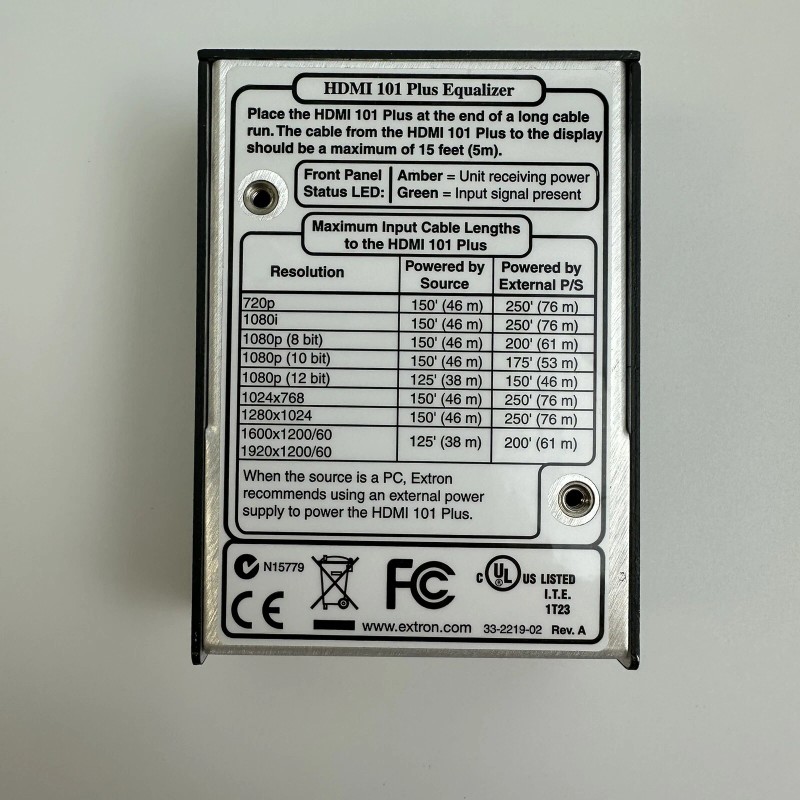 HDMI 101 Plus Equalizer
Place the HDMI 101 Plus at the end of a long cable
run. The cable from the HDMI 101 Plus to the display
should be a maximum of 15 feet (5m).
Front Panel Amber = Unit receiving power
Status LED: Green = Input signal present
Maximum Input Cable Lengths
to the HDMI 101 Plus
Resolution Powered by Source Powered by External P/S
720p 150' (46 m) 250' (76 m)
1080i 150' (46 m) 250' (76 m)
1080p (8 bit) 150' (46 m) 200' (61 m)
1080p (10 bit) 150' (46 m) 175' (53 m)
1080p (12 bit) 125' (38 m) 150' (46 m)
1024x768 150' (46 m) 250' (76 m)
1280x1024 150' (46 m) 250' (76 m)
1600x1200/60 125' (38 m) 200' (61 m)
1920x1200/60
When the source is a PC, Extron
recommends using an external power
supply to power the HDMI 101 Plus.
N15779 FC C UL US LISTED
I.T.E.
CE 1T23
www.extron.com 33-2219-02 Rev. A